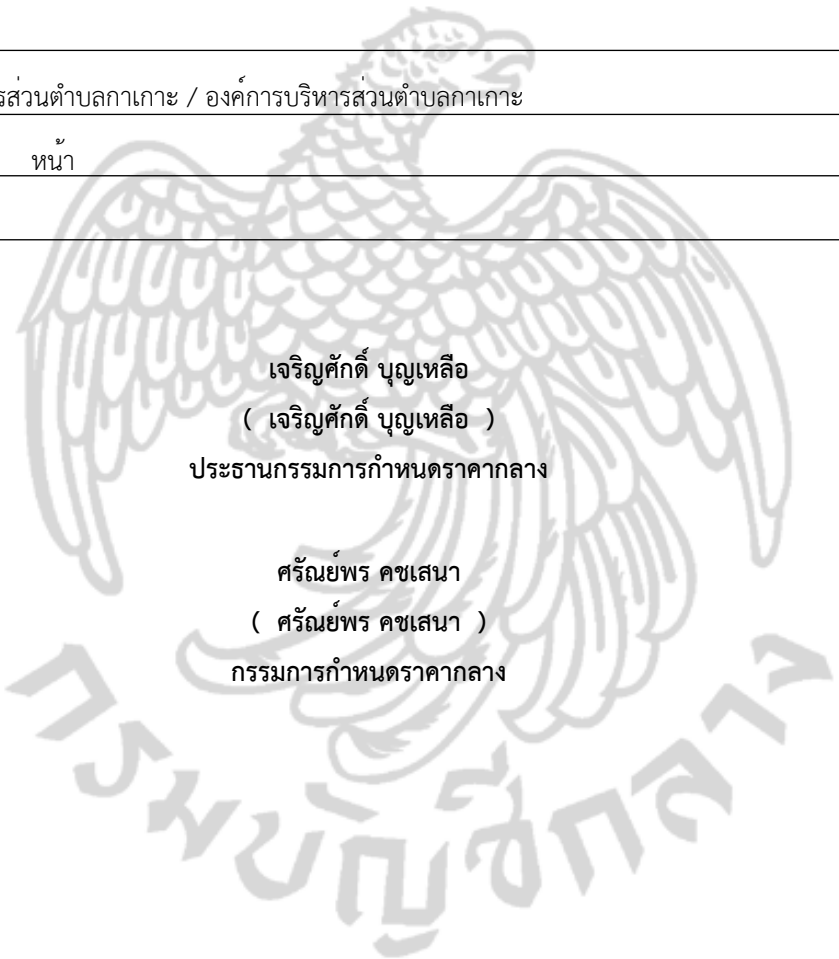 รส่วนตำบลกาเกาะ / องค์การบริหารส่วนตำบลกาเกาะ
หน้า
เจริญศักดิ์ บุญเหลือ
( เจริญศักดิ์ บุญเหลือ )
ประธานกรรมการกำหนดราคากลาง
ศรัณย์พร คชเสนา
( ศรัณย์พร คชเสนา )
กรรมการกำหนดราคากลาง
กรมบัญชีกลาง